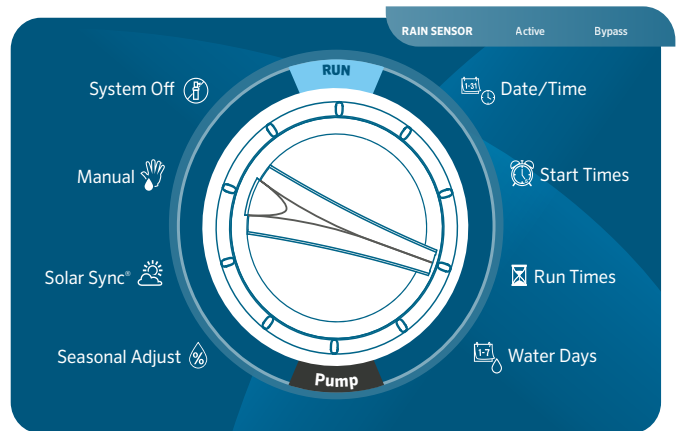 RAIN SENSOR Active Bypass
RUN
System Off
1-31 Date/Time
Manual
Start Times
Solar Sync®
Run Times
Seasonal Adjust %
1-7 Water Days
Pump